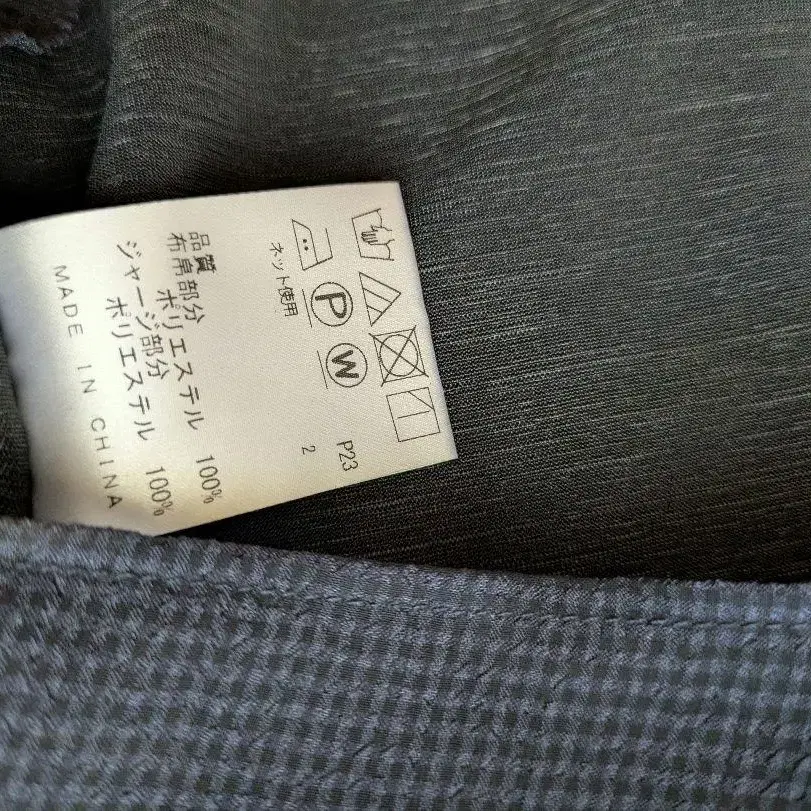 ネット使用
P
W
P23
2
品質
布帛部分
ポリエステル 100%
ジャージ部分
ポリエステル 100%
MADE IN CHINA